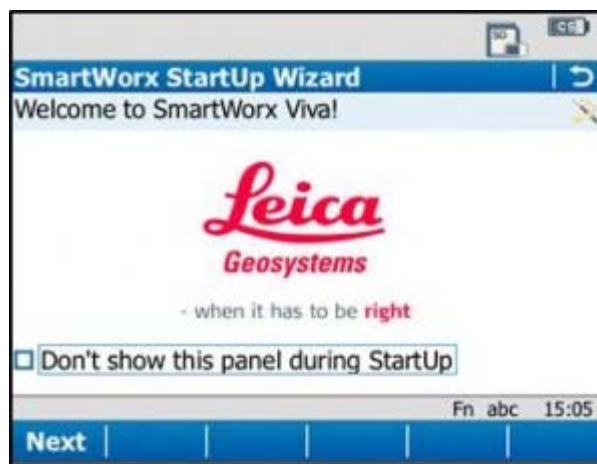 SmartWorx StartUp Wizard
Welcome to SmartWorx Viva!
Leica
Geosystems
- when it has to be right
Don't show this panel during StartUp
Fn abc 15:05
Next